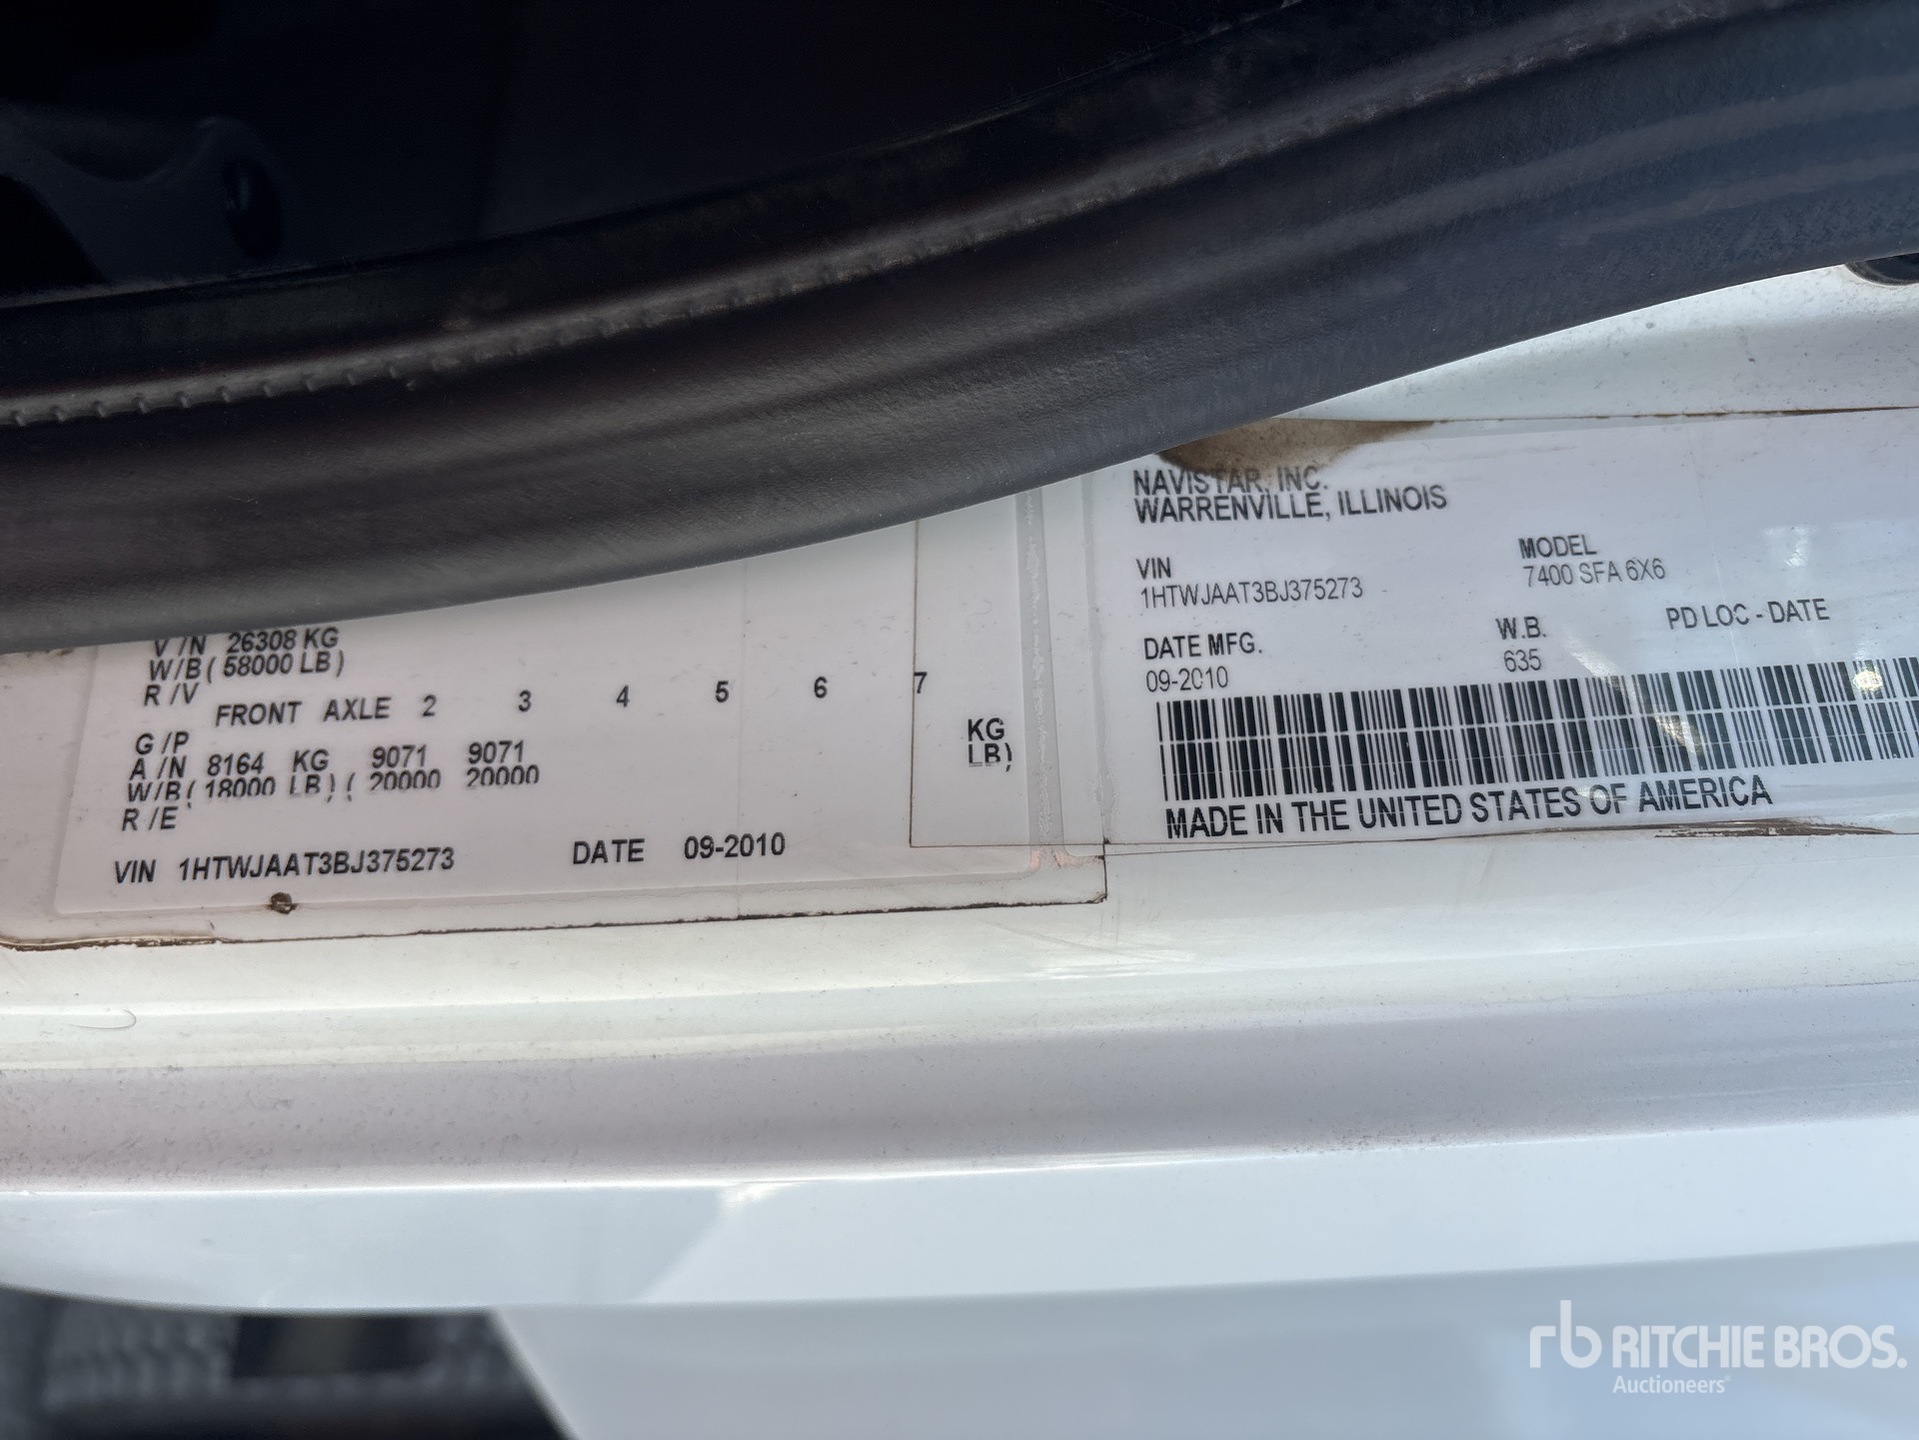 V/N 26308 KG
W/B ( 58000 LB )
R/V
FRONT AXLE 2 3 4 5 6 7
G/P
A/N 8164 KG 9071 9071 KG
W/B ( 18000 LB ) ( 20000 20000 LB)
R/E
VIN 1HTWJAAT3BJ375273 DATE 09-2010
NAVISTAR, INC.
WARRENVILLE, ILLINOIS
VIN MODEL
1HTWJAAT3BJ375273 7400 SFA 6X6
DATE MFG. W.B. PD LOC - DATE
09-2010 635
MADE IN THE UNITED STATES OF AMERICA
rb RITCHIE BROS.
Auctioneers